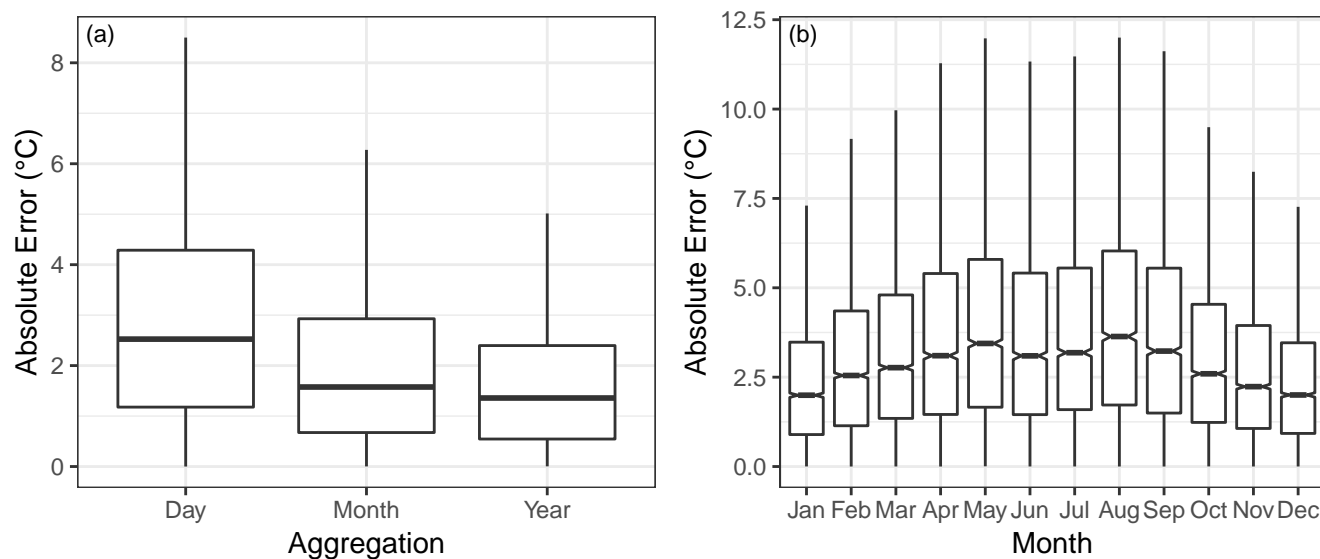 (a)
Absolute Error (°C)
8
6
4
2
0
Day Month Year
Aggregation
(b)
Absolute Error (°C)
12.5
10.0
7.5
5.0
2.5
0.0
Jan Feb Mar Apr May Jun Jul Aug Sep Oct Nov Dec
Month